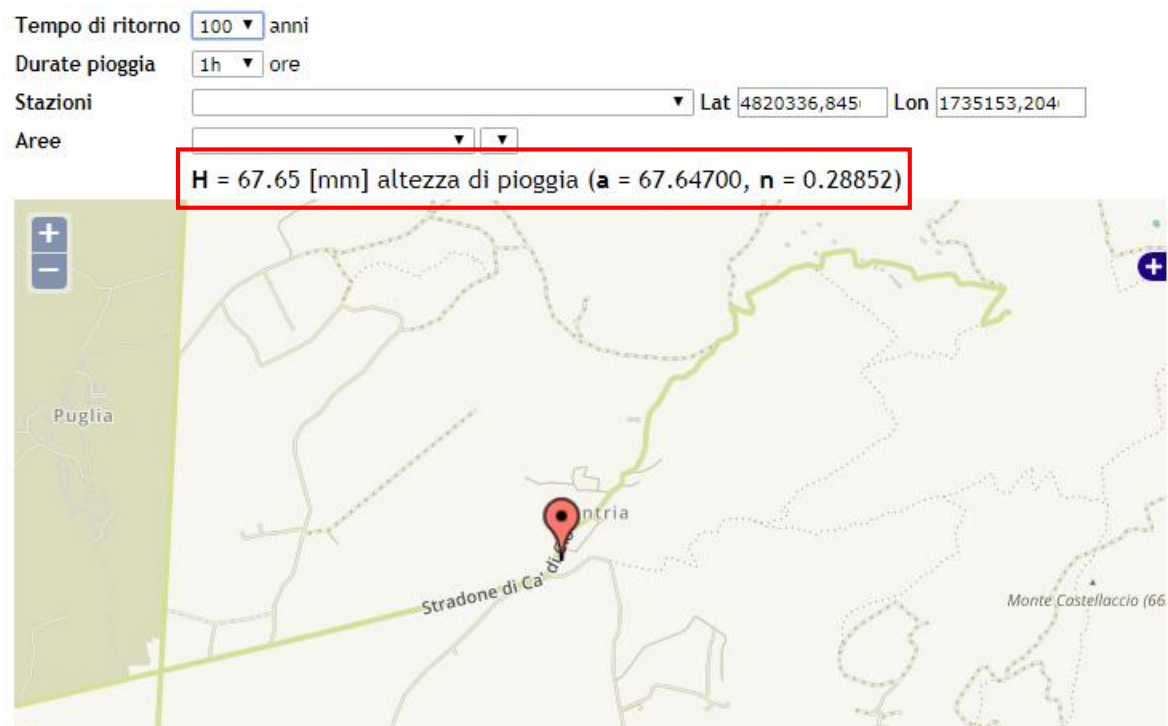 Tempo di ritorno 100 anni
Durate pioggia 1h ore
Stazioni Lat 4820336,845 Lon 1735153,204
Aree
H = 67.65 [mm] altezza di pioggia (a = 67.64700, n = 0.28852)
+
−
+
Puglia
ntria
Stradone di Ca' di
Monte Castellaccio (66